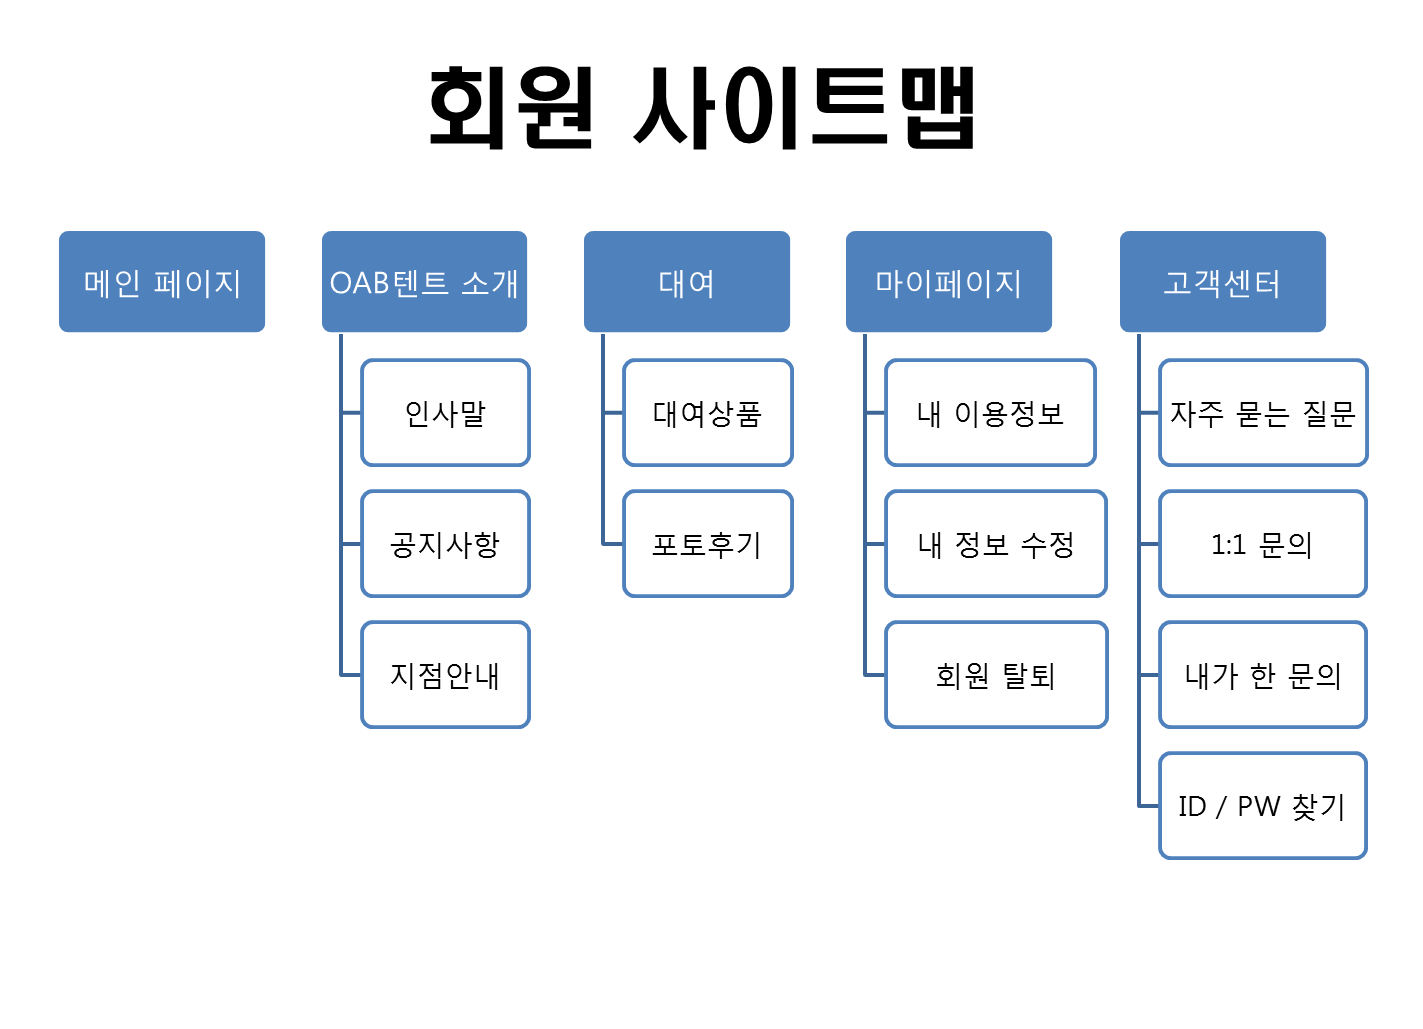 회원 사이트맵
메인 페이지
OAB텐트 소개
인사말
공지사항
지점안내
대여
대여상품
포토후기
마이페이지
내 이용정보
내 정보 수정
회원 탈퇴
고객센터
자주 묻는 질문
1:1 문의
내가 한 문의
ID / PW 찾기